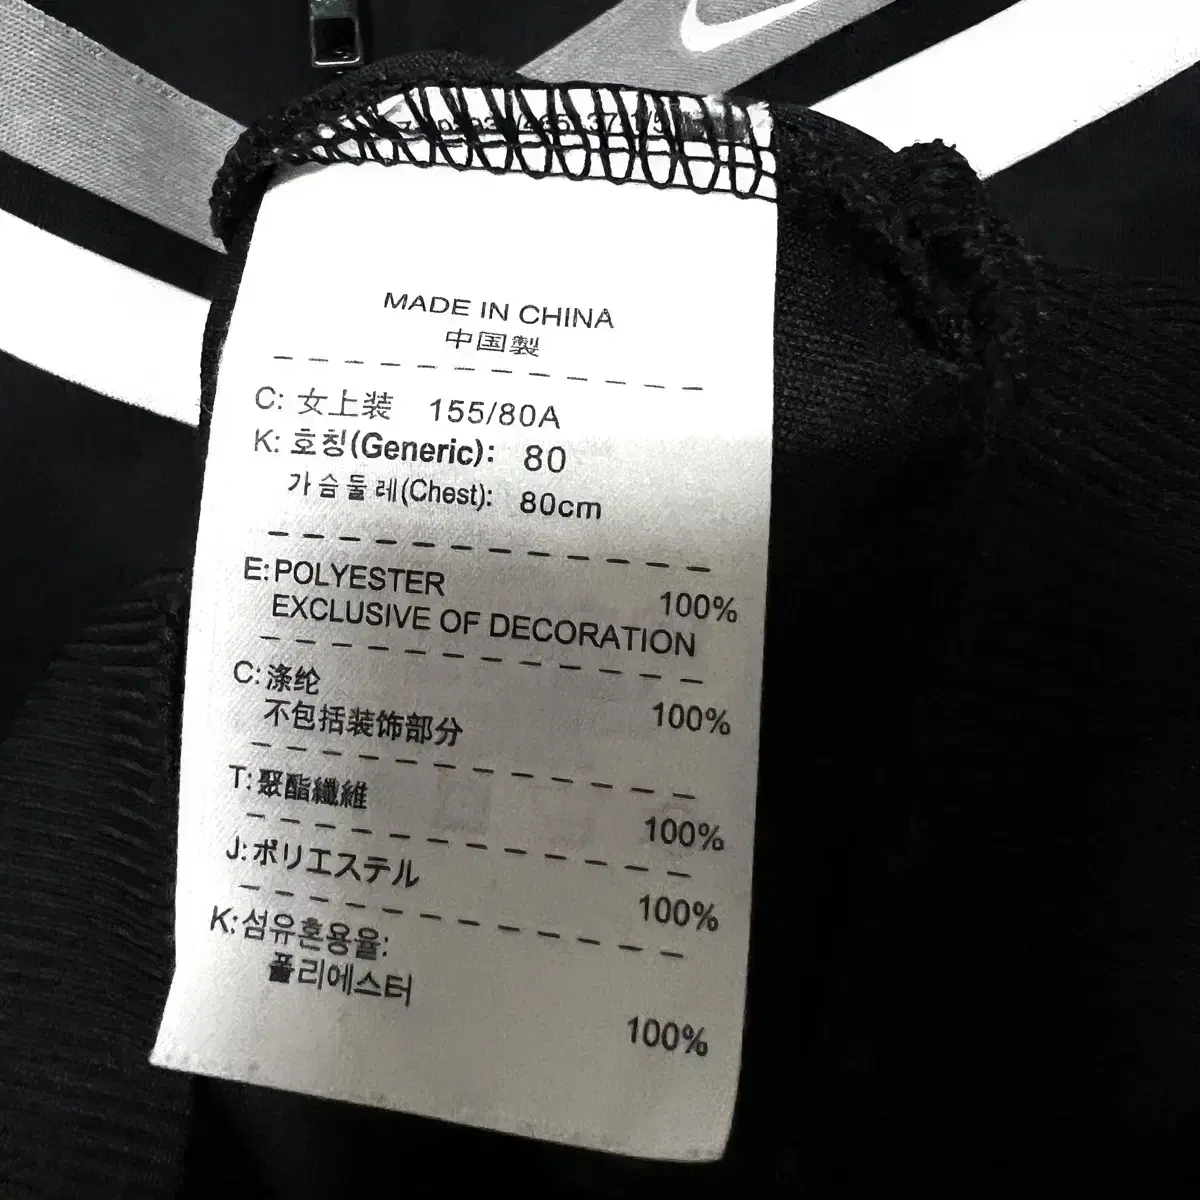 MADE IN CHINA
中国製
C: 女上装 155/80A
K: 호칭(Generic): 80
가슴둘레(Chest): 80cm
E: POLYESTER 100%
EXCLUSIVE OF DECORATION
C: 涤纶 100%
不包括装饰部分
T: 聚酯纖維 100%
J: ポリエステル 100%
K: 섬유혼용율:
폴리에스터 100%